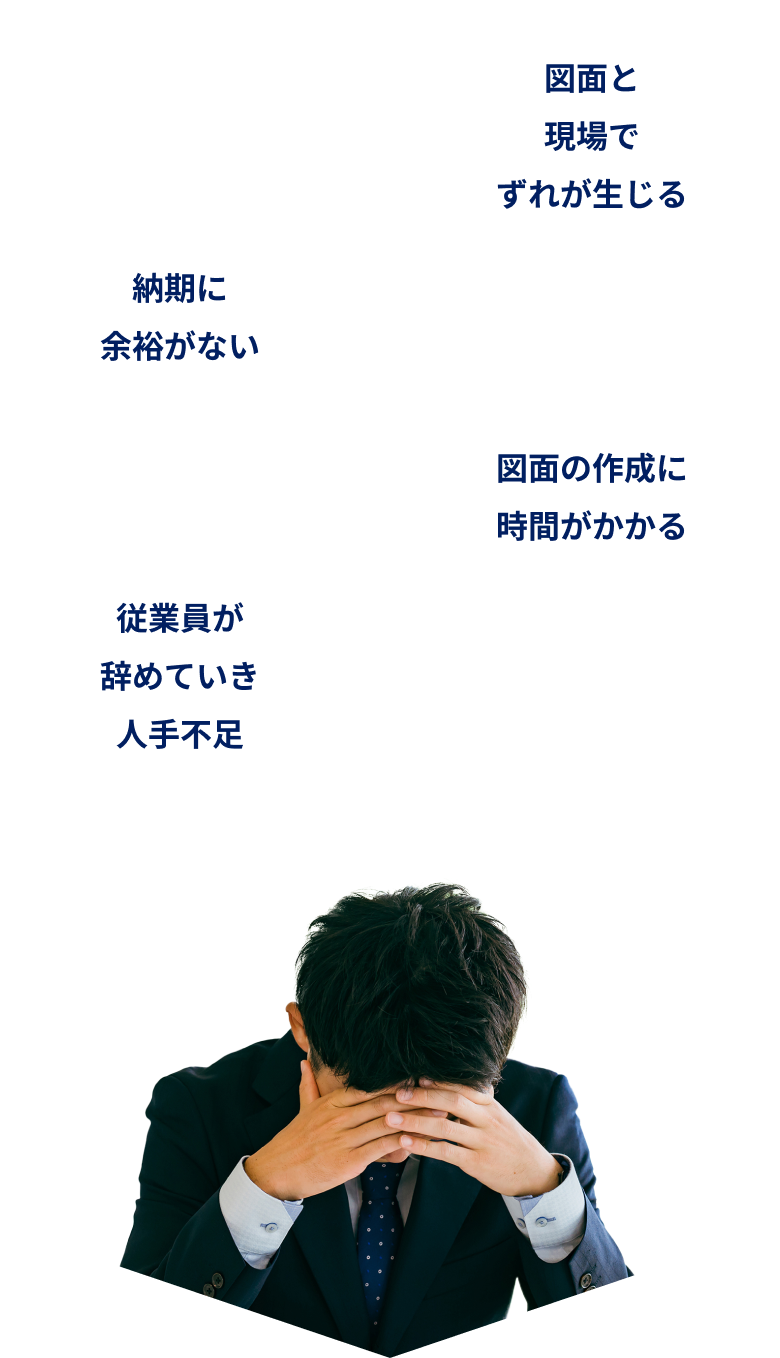 図面と
現場で
ずれが生じる
納期に
余裕がない
図面の作成に
時間がかかる
従業員が
辞めていき
人手不足